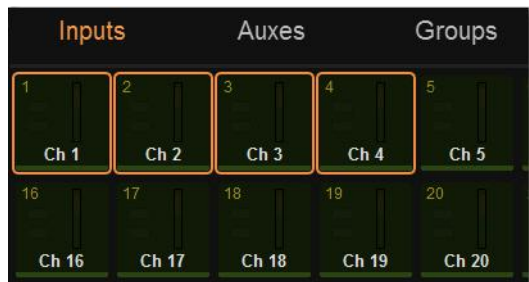 Inputs Auxes Groups
1 2 3 4 5
Ch 1 Ch 2 Ch 3 Ch 4 Ch 5
16 17 18 19 20
Ch 16 Ch 17 Ch 18 Ch 19 Ch 20